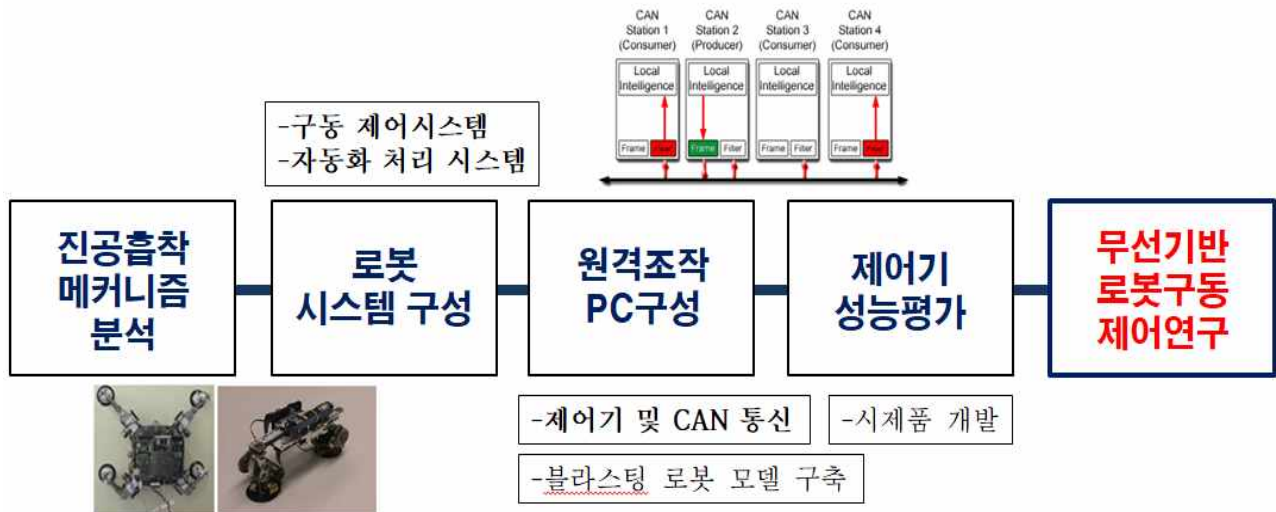 CAN
Station 1
(Consumer)
CAN
Station 2
(Producer)
CAN
Station 3
(Consumer)
CAN
Station 4
(Consumer)
Local
Intelligence
Local
Intelligence
Local
Intelligence
Local
Intelligence
Frame Filter
Frame Filter
Frame Filter
Frame Filter
-구동 제어시스템
-자동화 처리 시스템
진공흡착
메커니즘
분석
로봇
시스템 구성
원격조작
PC구성
제어기
성능평가
무선기반
로봇구동
제어연구
-제어기 및 CAN 통신
-시제품 개발
-블라스팅 로봇 모델 구축